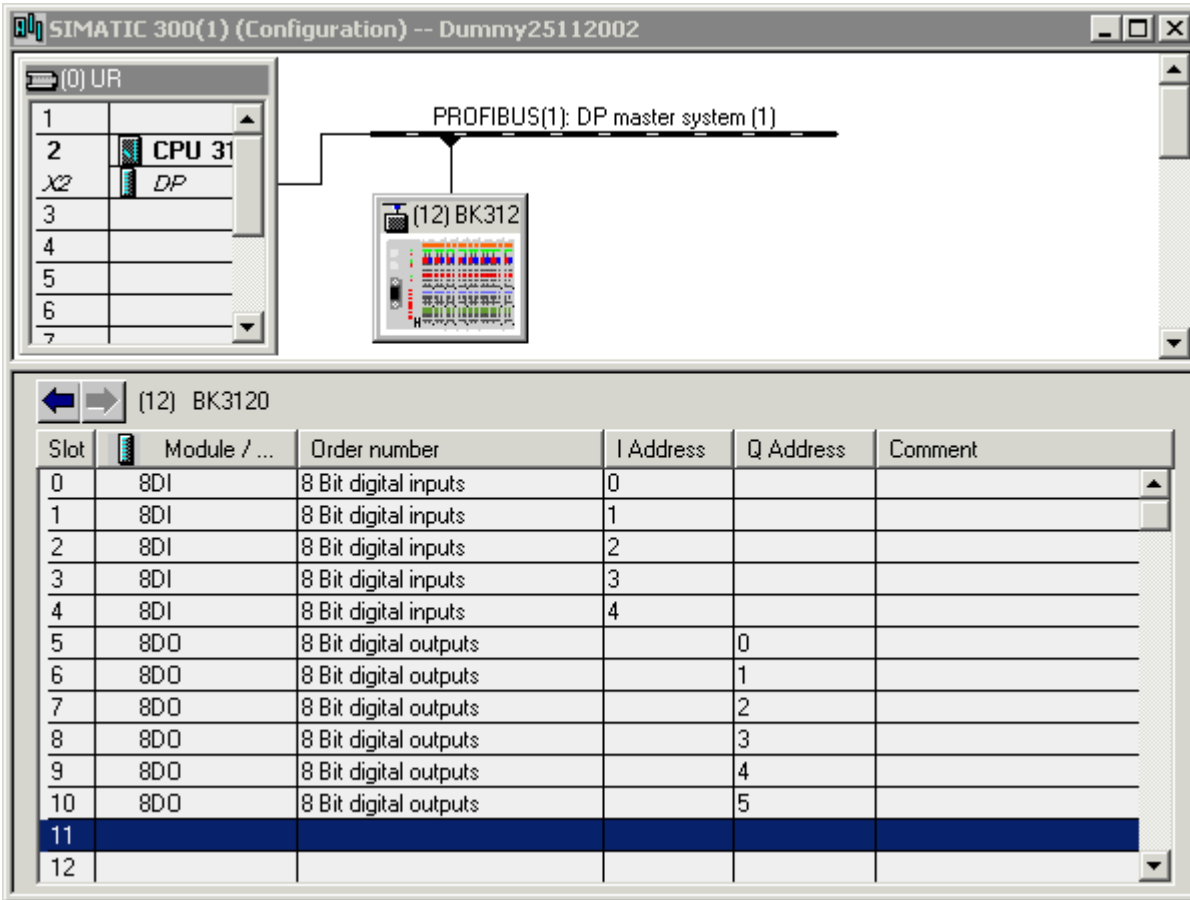 SIMATIC 300(1) (Configuration) -- Dummy25112002
(0) UR
1
2 CPU 31
X2 DP
3
4
5
6
7
PROFIBUS(1): DP master system (1)
(12) BK312
(12) BK3120
Slot Module / ... Order number I Address Q Address Comment
0 8DI 8 Bit digital inputs 0
1 8DI 8 Bit digital inputs 1
2 8DI 8 Bit digital inputs 2
3 8DI 8 Bit digital inputs 3
4 8DI 8 Bit digital inputs 4
5 8DO 8 Bit digital outputs 0
6 8DO 8 Bit digital outputs 1
7 8DO 8 Bit digital outputs 2
8 8DO 8 Bit digital outputs 3
9 8DO 8 Bit digital outputs 4
10 8DO 8 Bit digital outputs 5
11
12